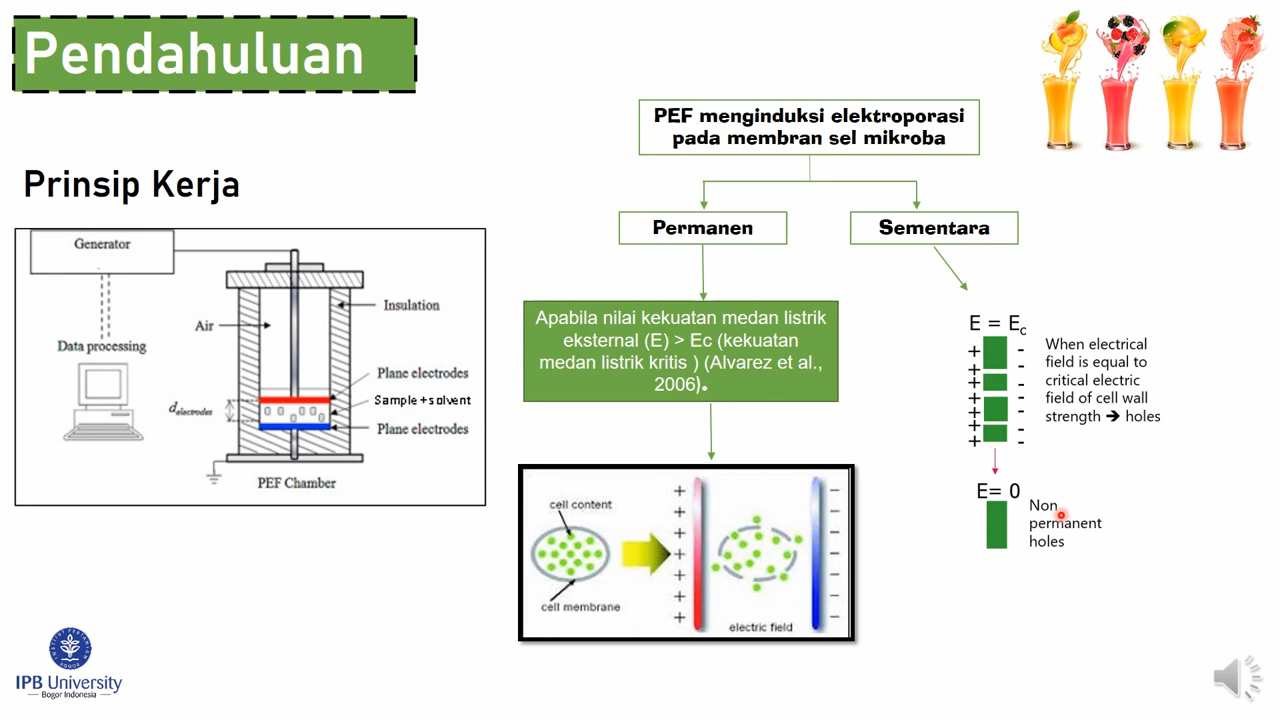 Pendahuluan
Prinsip Kerja
Generator
Insulation
Air
Data processing
Plane electrodes
d electrodes
Sample + solvent
Plane electrodes
PEF Chamber
PEF menginduksi elektroporasi
pada membran sel mikroba
Permanen
Sementara
Apabila nilai kekuatan medan listrik
eksternal (E) > Ec (kekuatan
medan listrik kritis ) (Alvarez et al.,
2006).
cell content
cell membrane
+
+
+
+
+
+
+
−
−
−
−
−
−
−
electric field
E = Ec
+ -
+ -
+ -
+ -
+ -
+ -
When electrical
field is equal to
critical electric
field of cell wall
strength ➔ holes
E= 0
Non
permanent
holes
INSTITUT PERTANIAN BOGOR
IPB University
Bogor Indonesia